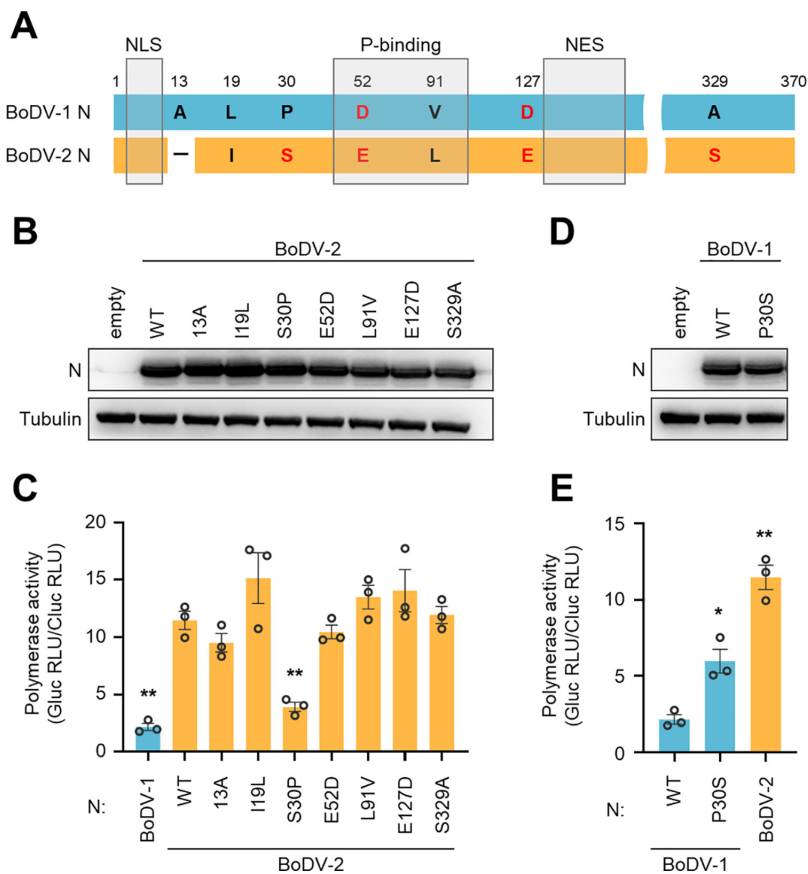 A
NLS P-binding NES
1 13 19 30 52 91 127 329 370
BoDV-1 N A L P D V D A
BoDV-2 N – I S E L E S
B
BoDV-2
empty WT 13A I19L S30P E52D L91V E127D S329A
N
Tubulin
D
BoDV-1
empty WT P30S
N
Tubulin
C
Polymerase activity
(Gluc RLU/Cluc RLU)
20
15
10
5
0
** **
N: BoDV-1 WT 13A I19L S30P E52D L91V E127D S329A
BoDV-2
E
Polymerase activity
(Gluc RLU/Cluc RLU)
15
10
5
0
* **
N: WT P30S BoDV-2
BoDV-1